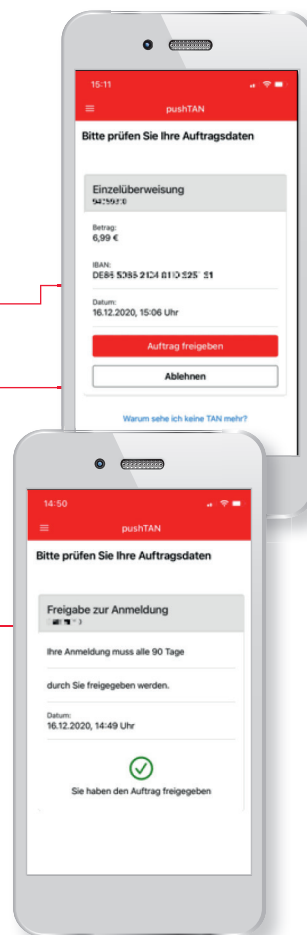 15:11
pushTAN
Bitte prüfen Sie Ihre Auftragsdaten
Einzelüberweisung
Betrag:
6,99 €
IBAN:
Datum:
16.12.2020, 15:06 Uhr
Auftrag freigeben
Ablehnen
Warum sehe ich keine TAN mehr?
14:50
pushTAN
Bitte prüfen Sie Ihre Auftragsdaten
Freigabe zur Anmeldung
Ihre Anmeldung muss alle 90 Tage
durch Sie freigegeben werden.
Datum:
16.12.2020, 14:49 Uhr
Sie haben den Auftrag freigegeben